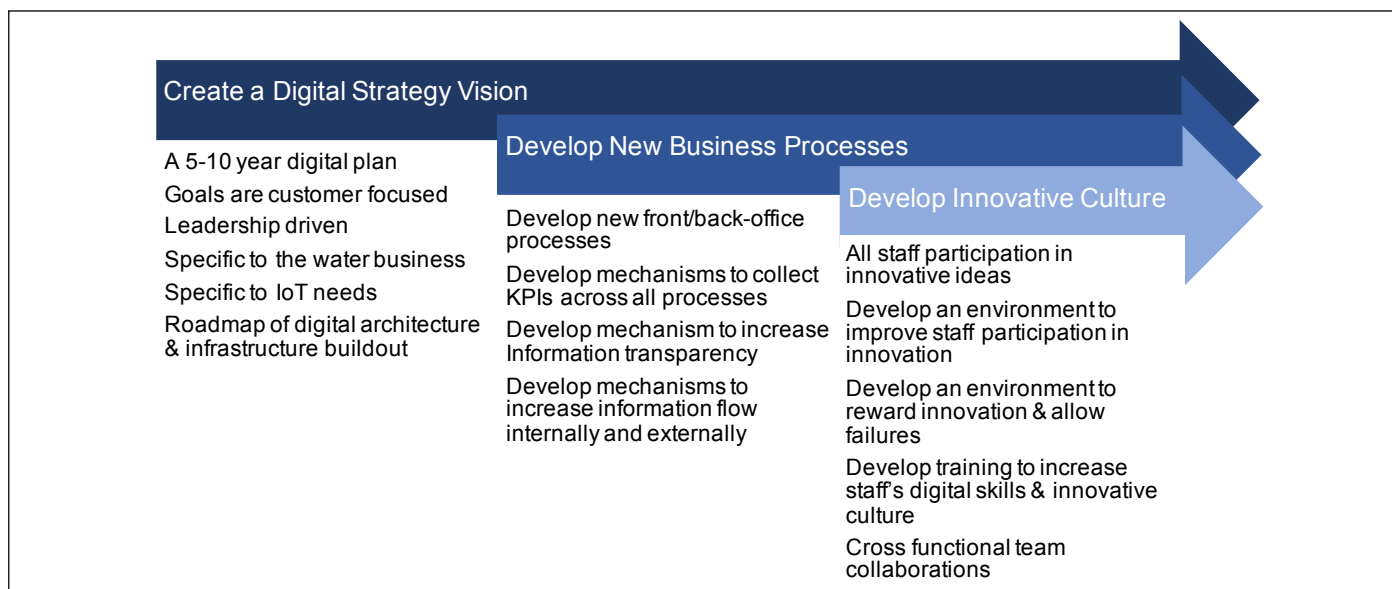 Create a Digital Strategy Vision
A 5-10 year digital plan
Goals are customer focused
Leadership driven
Specific to the water business
Specific to IoT needs
Roadmap of digital architecture
& infrastructure buildout
Develop New Business Processes
Develop new front/back-office
processes
Develop mechanisms to collect
KPIs across all processes
Develop mechanism to increase
Information transparency
Develop mechanisms to
increase information flow
internally and externally
Develop Innovative Culture
All staff participation in
innovative ideas
Develop an environment to
improve staff participation in
innovation
Develop an environment to
reward innovation & allow
failures
Develop training to increase
staff's digital skills & innovative
culture
Cross functional team
collaborations